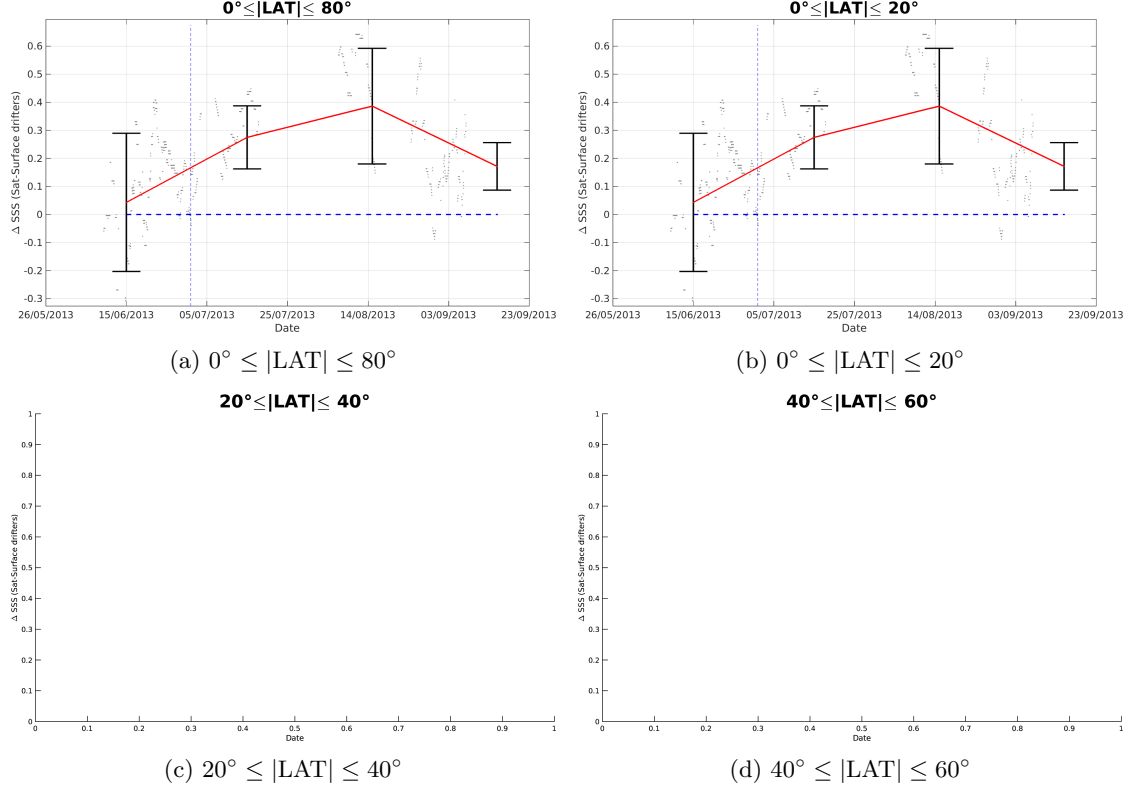 0°≤|LAT|≤ 80°
Δ SSS (Sat-Surface drifters)
0.6
0.5
0.4
0.3
0.2
0.1
0
-0.1
-0.2
-0.3
26/05/2013 15/06/2013 05/07/2013 25/07/2013 14/08/2013 03/09/2013 23/09/2013
Date
(a) 0° ≤ |LAT| ≤ 80°
0°≤|LAT|≤ 20°
Δ SSS (Sat-Surface drifters)
0.6
0.5
0.4
0.3
0.2
0.1
0
-0.1
-0.2
-0.3
26/05/2013 15/06/2013 05/07/2013 25/07/2013 14/08/2013 03/09/2013 23/09/2013
Date
(b) 0° ≤ |LAT| ≤ 20°
20°≤|LAT|≤ 40°
Δ SSS (Sat-Surface drifters)
1
0.9
0.8
0.7
0.6
0.5
0.4
0.3
0.2
0.1
0
0 0.1 0.2 0.3 0.4 0.5 0.6 0.7 0.8 0.9 1
Date
(c) 20° ≤ |LAT| ≤ 40°
40°≤|LAT|≤ 60°
Δ SSS (Sat-Surface drifters)
1
0.9
0.8
0.7
0.6
0.5
0.4
0.3
0.2
0.1
0
0 0.1 0.2 0.3 0.4 0.5 0.6 0.7 0.8 0.9 1
Date
(d) 40° ≤ |LAT| ≤ 60°